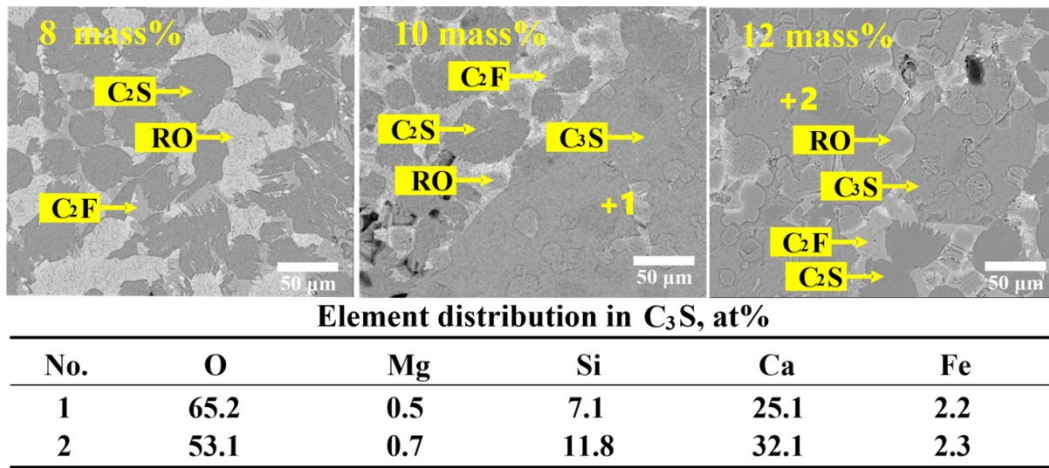 8 mass%
C₂S
RO
C₂F
50 μm
10 mass%
C₂F
C₂S
C₃S
RO
+1
50 μm
12 mass%
+2
RO
C₃S
C₂F
C₂S
50 μm
Element distribution in C₃S, at%
No. O Mg Si Ca Fe
1 65.2 0.5 7.1 25.1 2.2
2 53.1 0.7 11.8 32.1 2.3